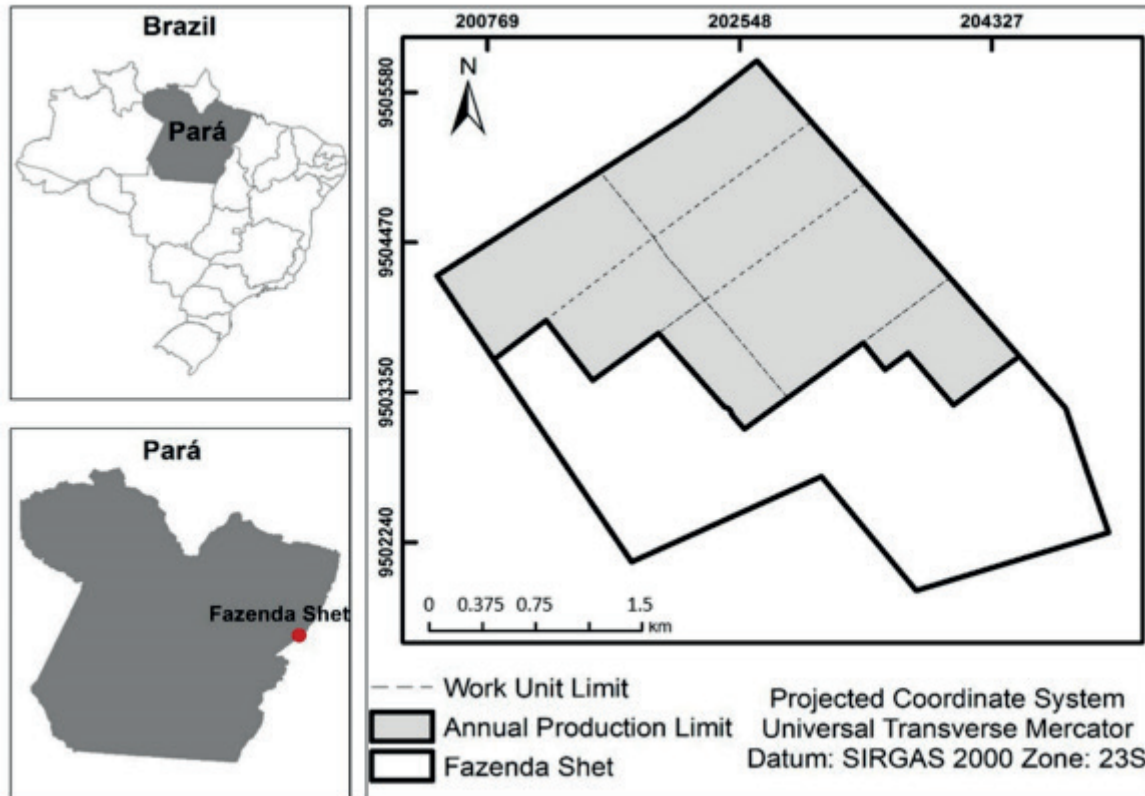 Brazil
Pará
Pará
Fazenda Shet
200769 202548 204327
9505580
9504470
9503350
9502240
N
0 0.375 0.75 1.5
km
Work Unit Limit
Annual Production Limit
Fazenda Shet
Projected Coordinate System
Universal Transverse Mercator
Datum: SIRGAS 2000 Zone: 23S